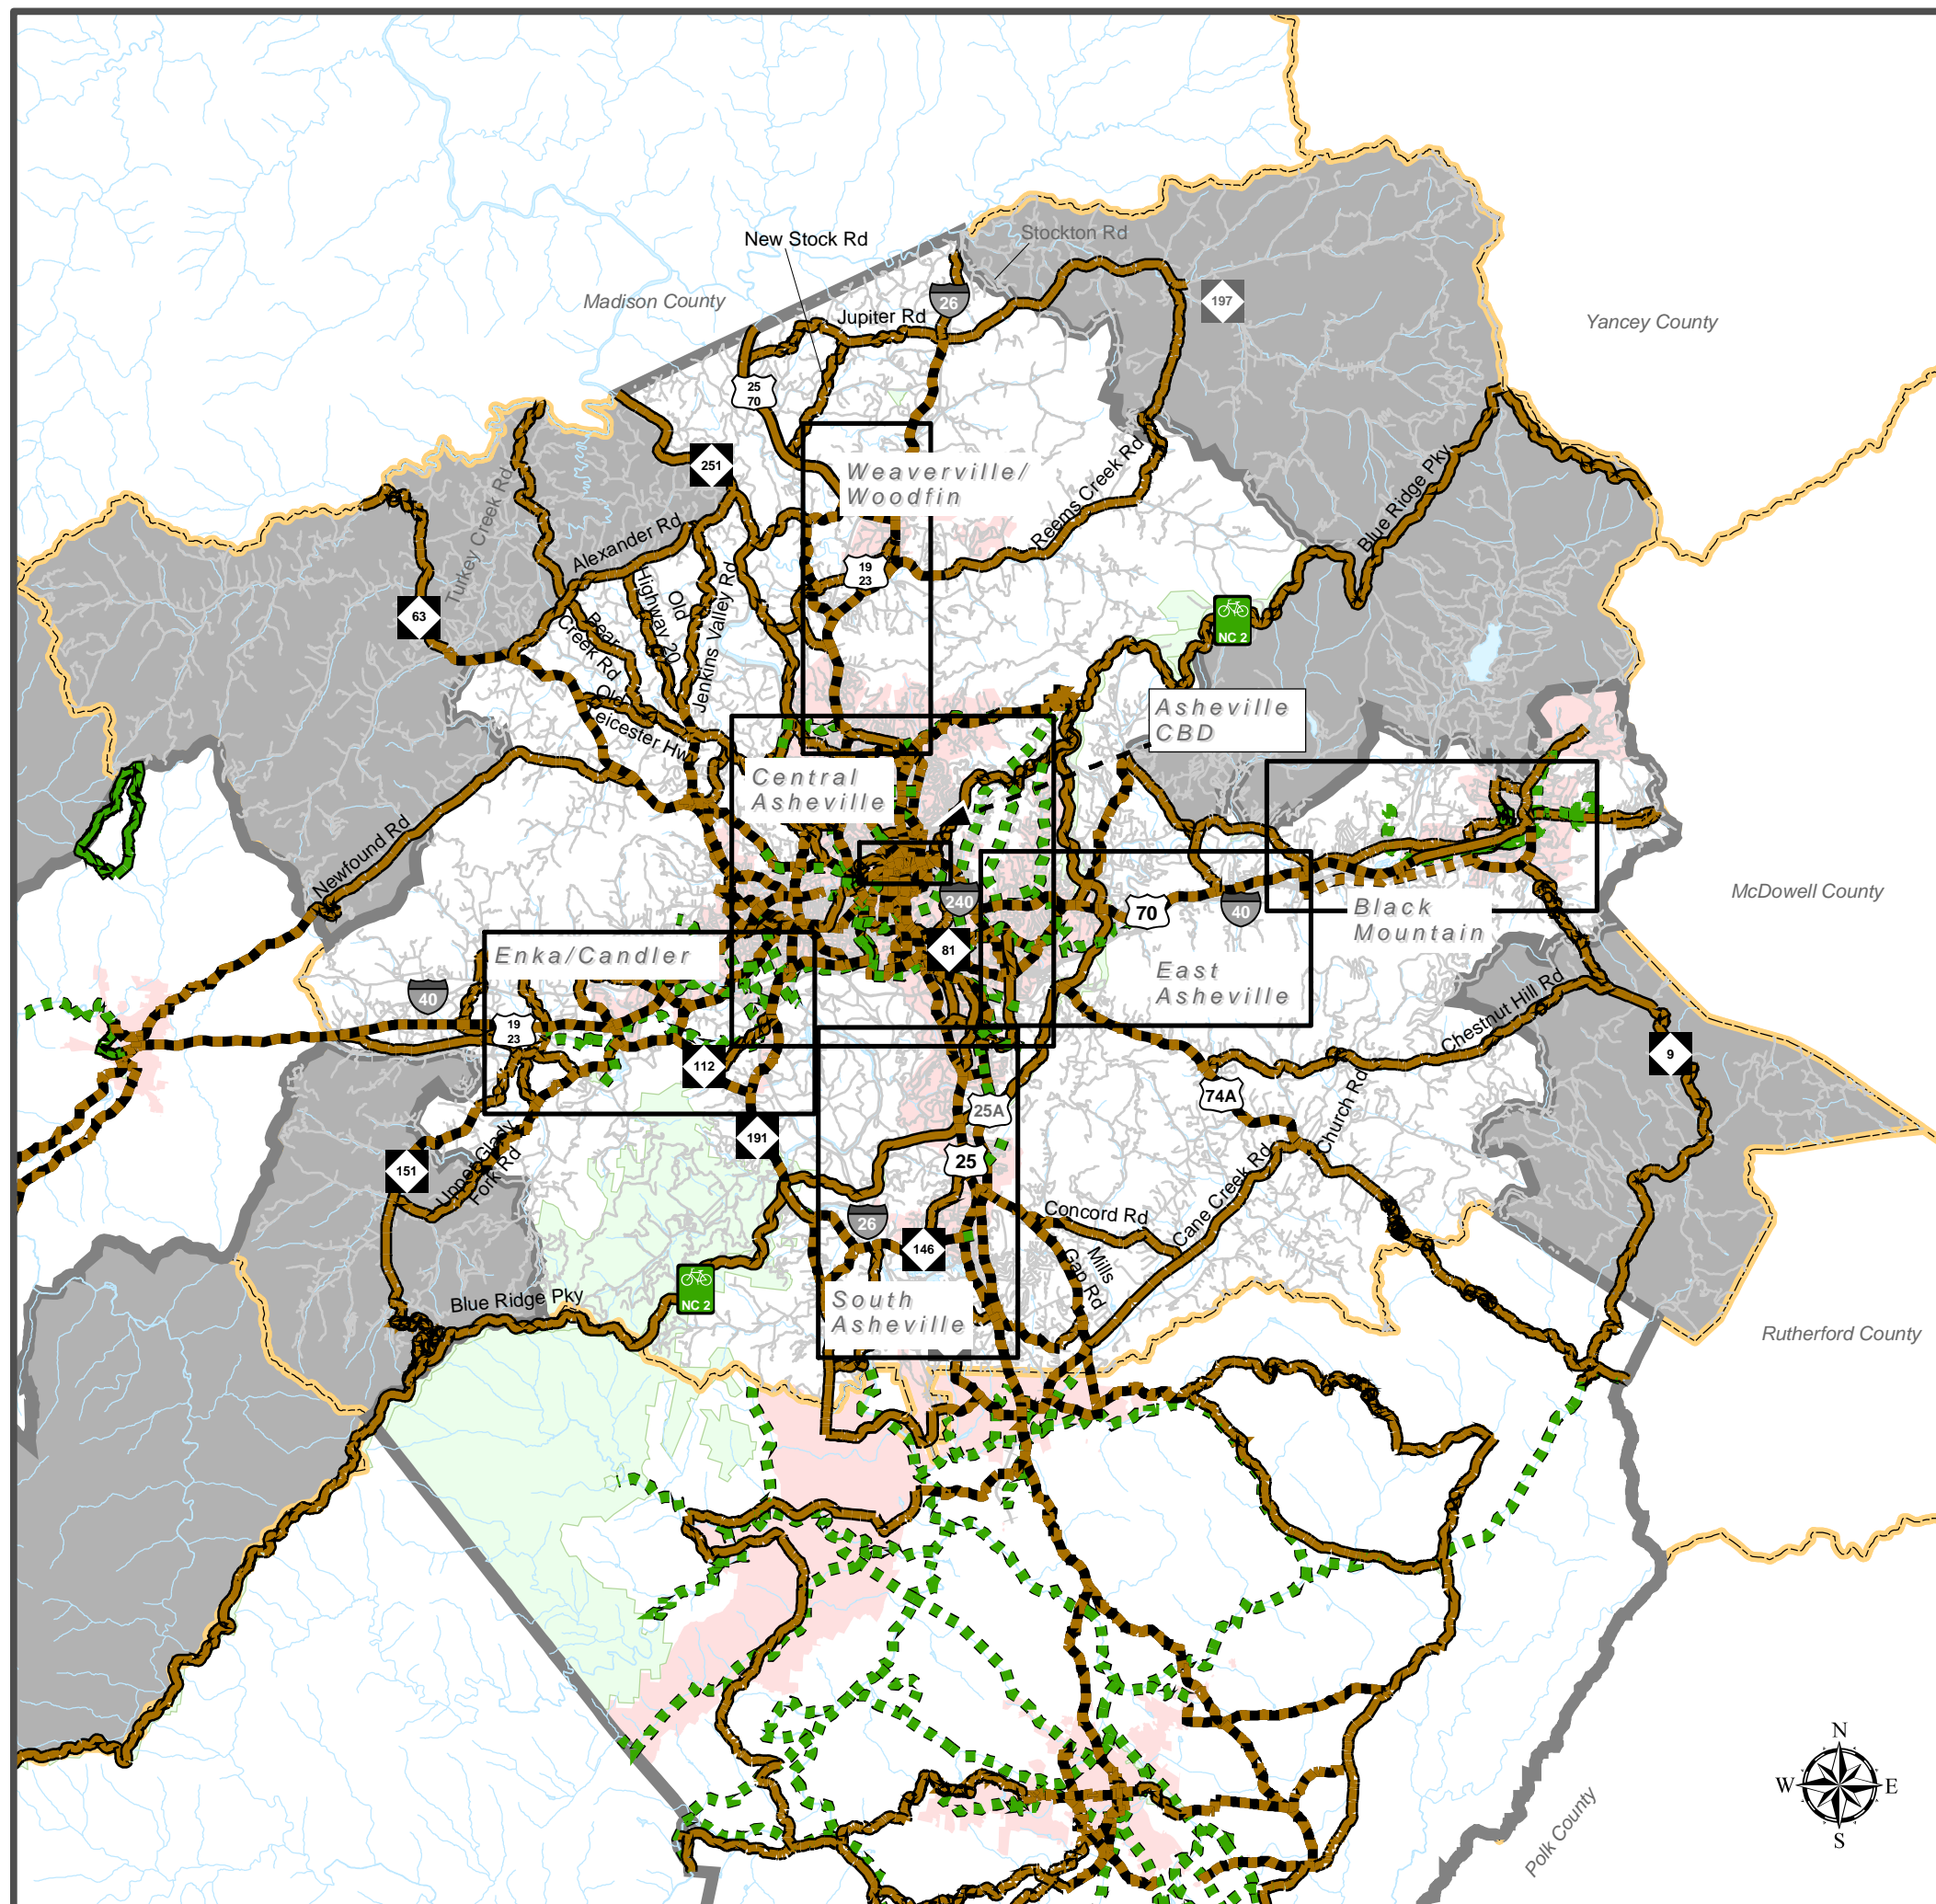 New Stock Rd
Stockton Rd
Madison County
26
197
Jupiter Rd
Yancey County
25
70
251
Weaverville/
Woodfin
Reems Creek Rd
Blue Ridge Pky
Turkey Creek Rd
Alexander Rd
19
23
63
Old
Highway 20
Jenkins Valley Rd
Bear
Creek Rd
NC 2
Old
eicester Hw
Asheville
CBD
Central
Asheville
Newfound Rd
240
70
40
Black
Mountain
McDowell County
81
Enka/Candler
East
Asheville
40
19
23
Chestnut Hill Rd
9
112
74A
25A
Church Rd
191
25
151
Upper Glady
Fork Rd
Concord Rd
Cane Creek Rd
26
146
Mills
Gap Rd
NC 2
Blue Ridge Pky
South
Asheville
Rutherford County
N
W
E
S
Polk County